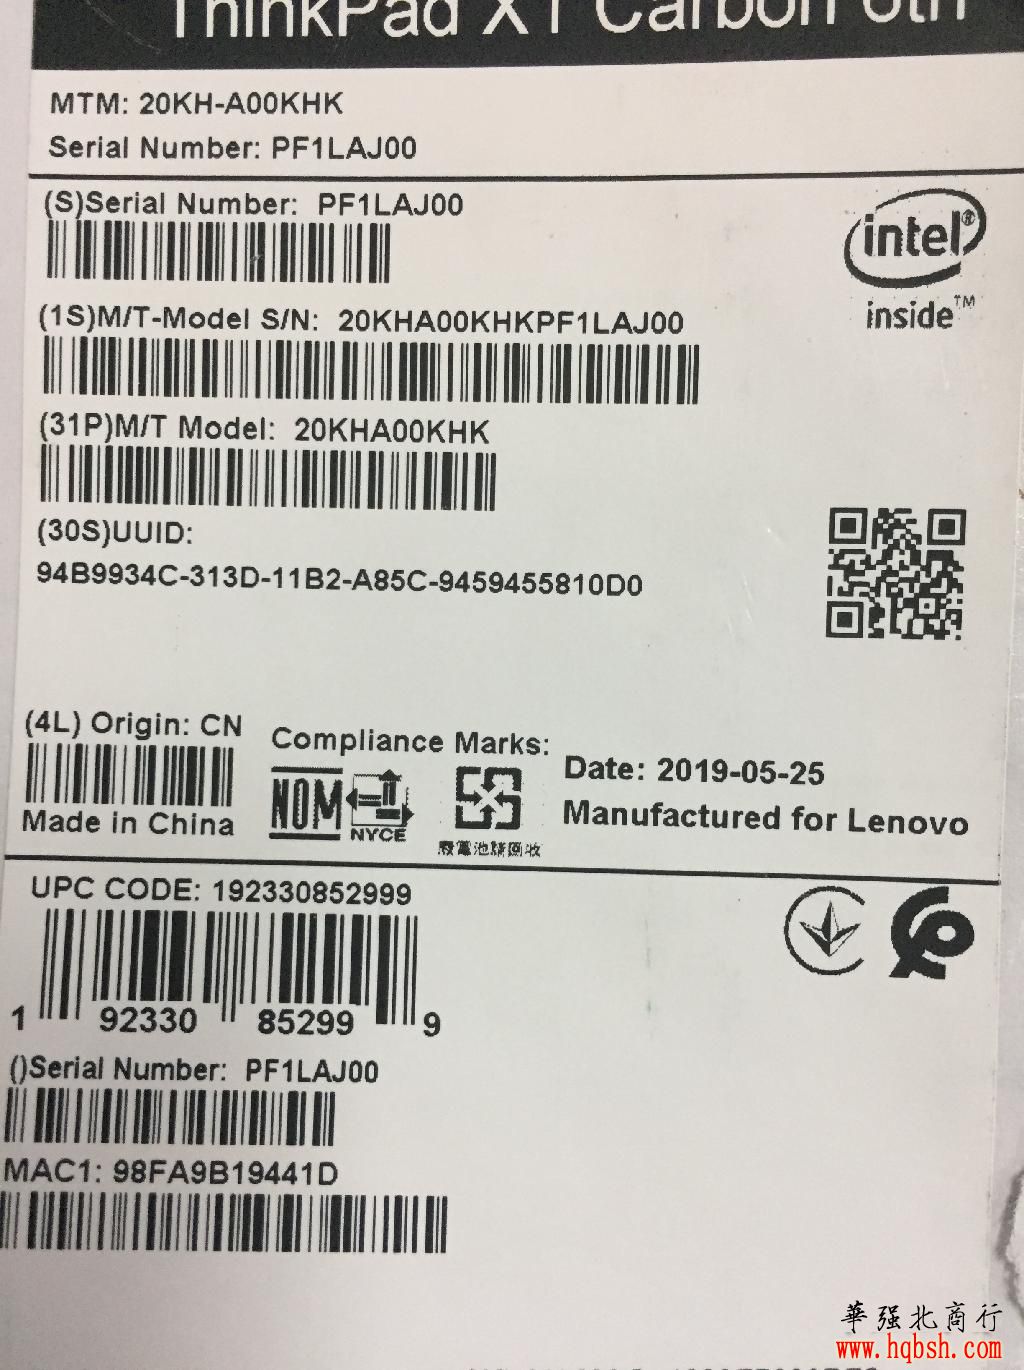 ThinkPad X1 Carbon 6th
MTM: 20KH-A00KHK
Serial Number: PF1LAJ00
(S)Serial Number: PF1LAJ00
intel®
inside™
(1S)M/T-Model S/N: 20KHA00KHKPF1LAJ00
(31P)M/T Model: 20KHA00KHK
(30S)UUID:
94B9934C-313D-11B2-A85C-9459455810D0
(4L) Origin: CN
Made in China
Compliance Marks:
NOM
NYCE
廢電池請回收
Date: 2019-05-25
Manufactured for Lenovo
UPC CODE: 192330852999
1 92330 85299 9
()Serial Number: PF1LAJ00
MAC1: 98FA9B19441D
華强北商行
www.hqbsh.com